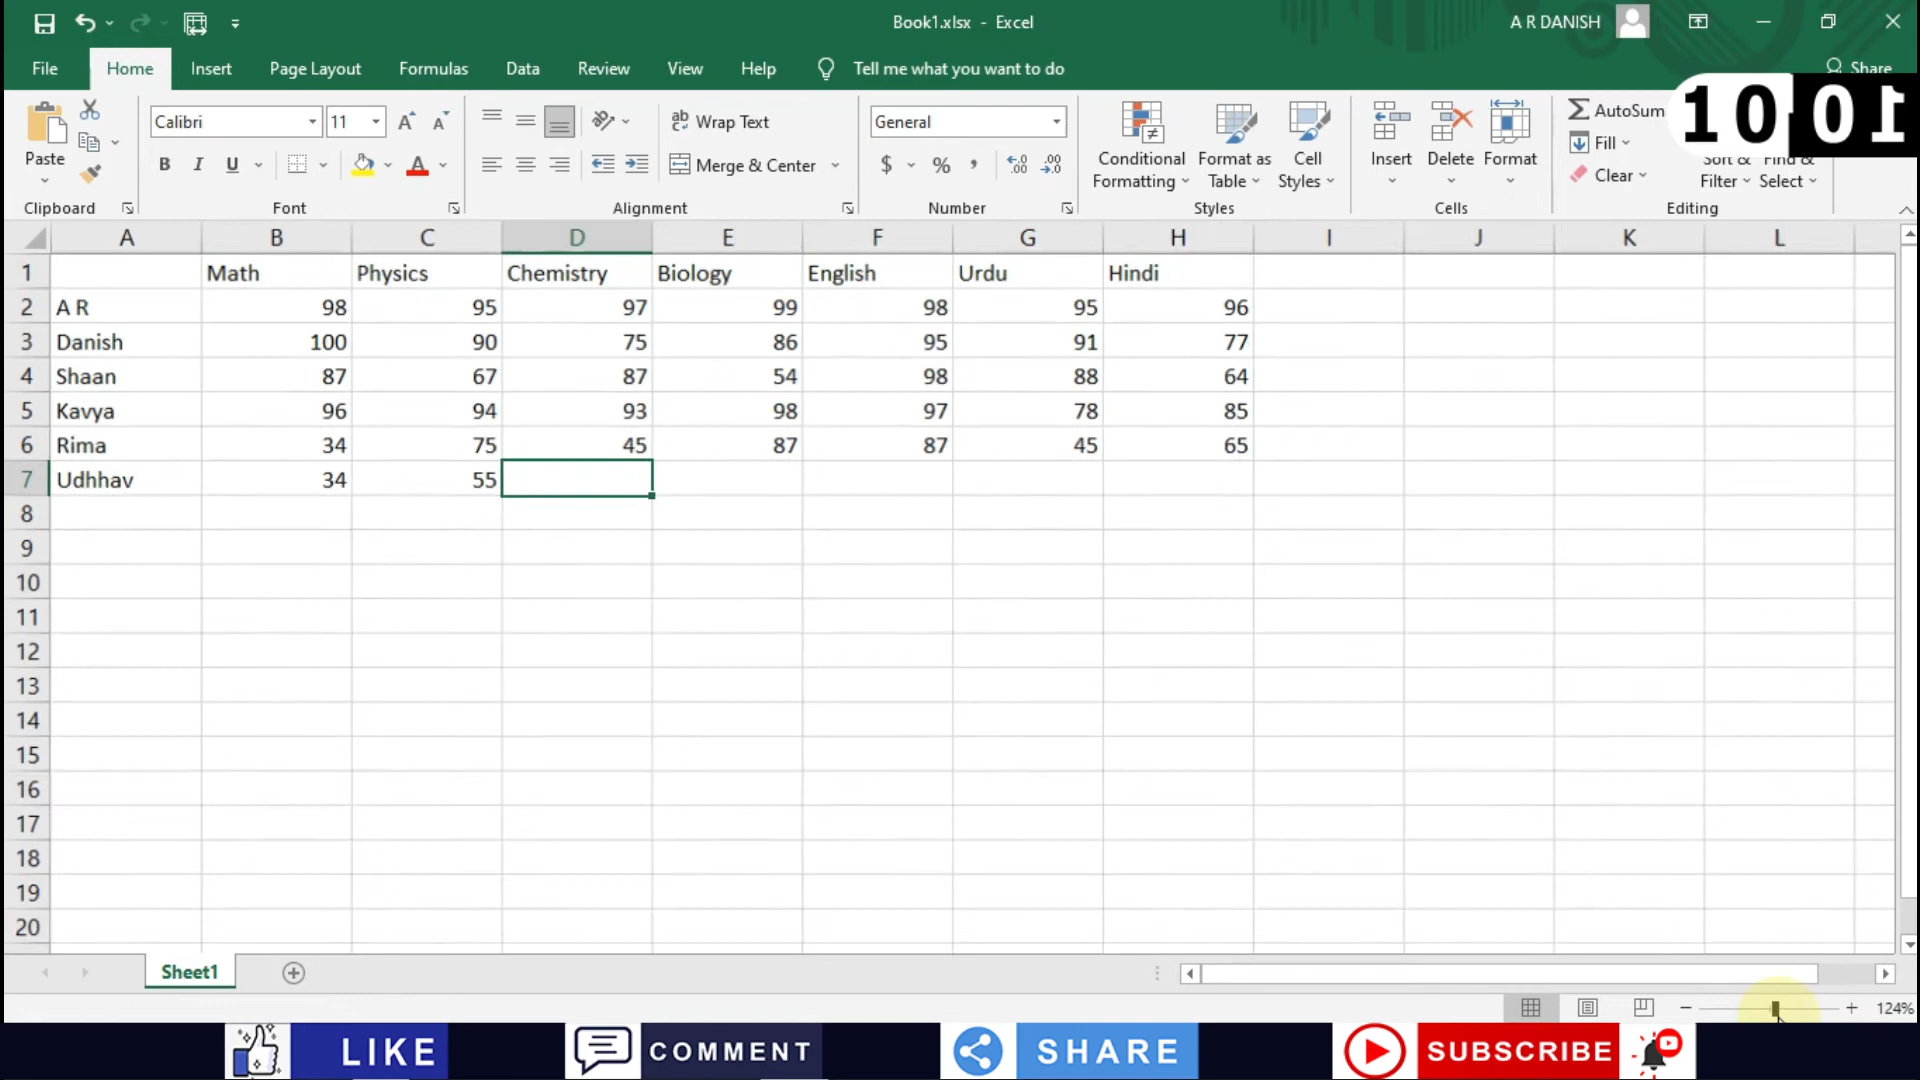 Book1.xlsx - Excel
A R DANISH
File Home Insert Page Layout Formulas Data Review View Help Tell me what you want to do Share
10 01
Paste
Clipboard
Calibri 11
B I U
Font
Wrap Text
Merge & Center
Alignment
General
$ % ,
Number
Conditional Formatting
Format as Table
Cell Styles
Styles
Insert Delete Format
Cells
AutoSum
Fill
Clear
Sort & Filter
Find & Select
Editing
A B C D E F G H I J K L
1 Math Physics Chemistry Biology English Urdu Hindi
2 A R 98 95 97 99 98 95 96
3 Danish 100 90 75 86 95 91 77
4 Shaan 87 67 87 54 98 88 64
5 Kavya 96 94 93 98 97 78 85
6 Rima 34 75 45 87 87 45 65
7 Udhhav 34 55
8
9
10
11
12
13
14
15
16
17
18
19
20
Sheet1
124%
LIKE COMMENT SHARE SUBSCRIBE